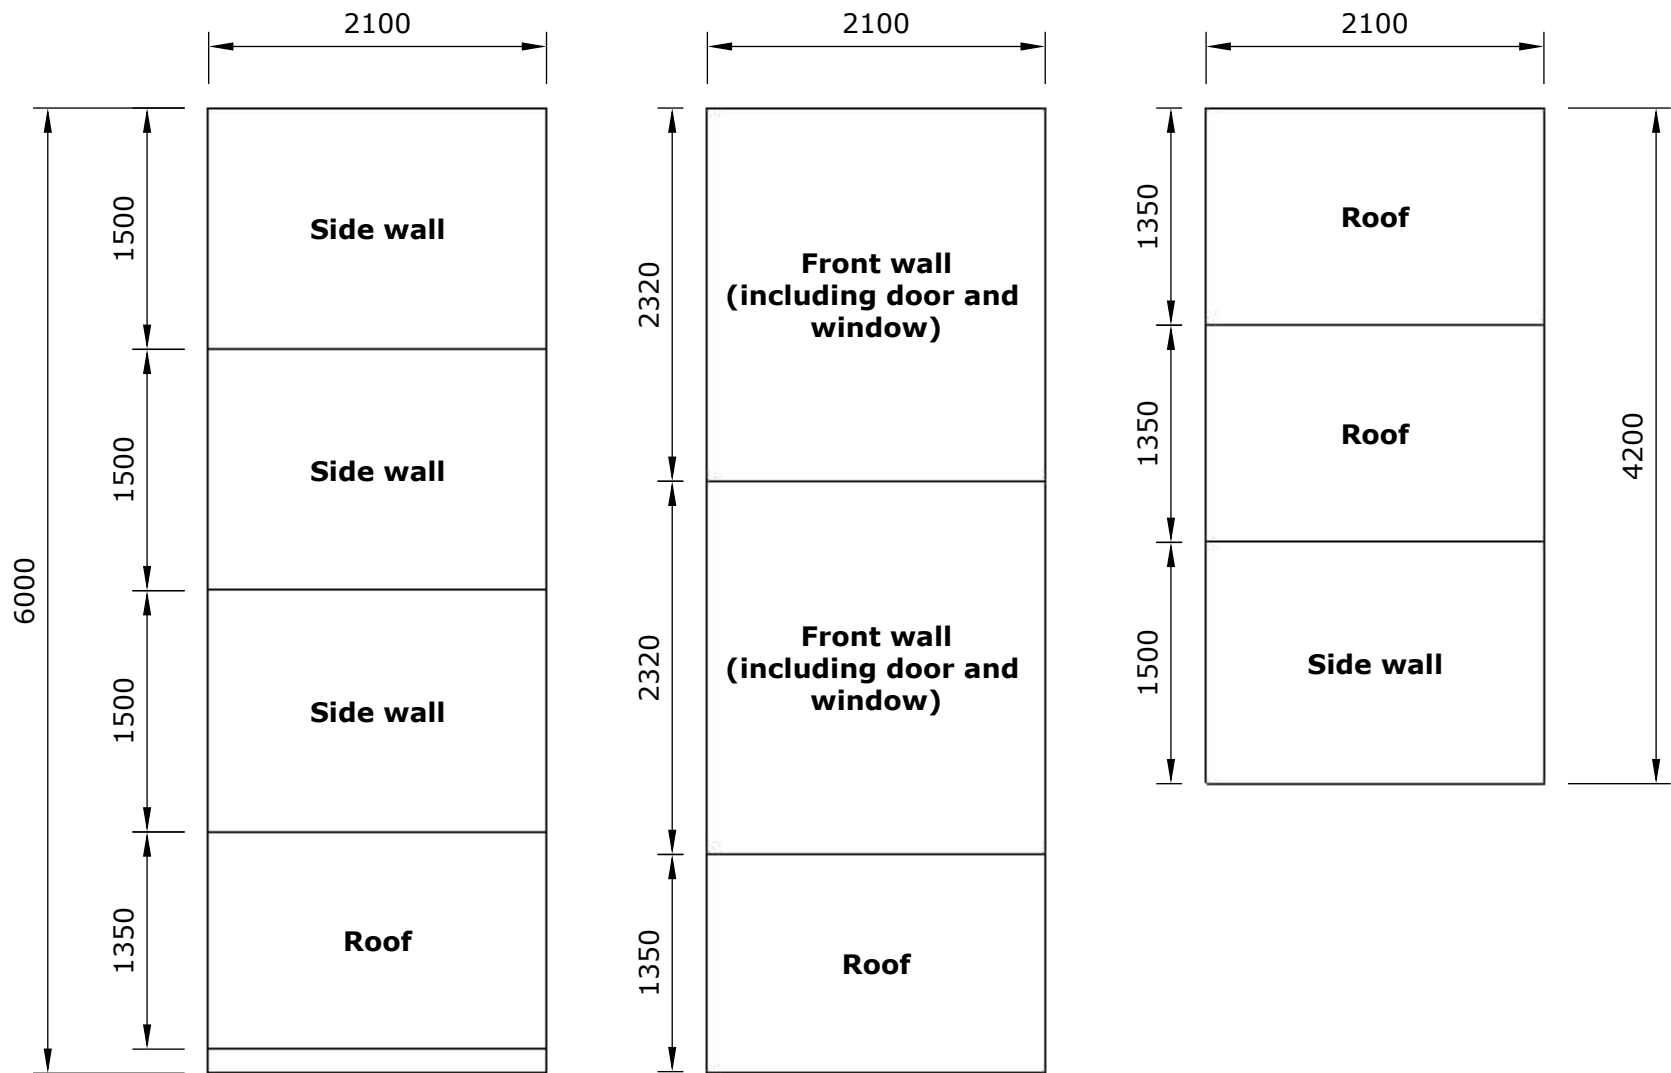 2100
2100
2100
6000
1500
Side wall
1500
Side wall
1500
Side wall
1350
Roof
2320
Front wall
(including door and
window)
2320
Front wall
(including door and
window)
1350
Roof
1350
Roof
1350
Roof
1500
Side wall
4200